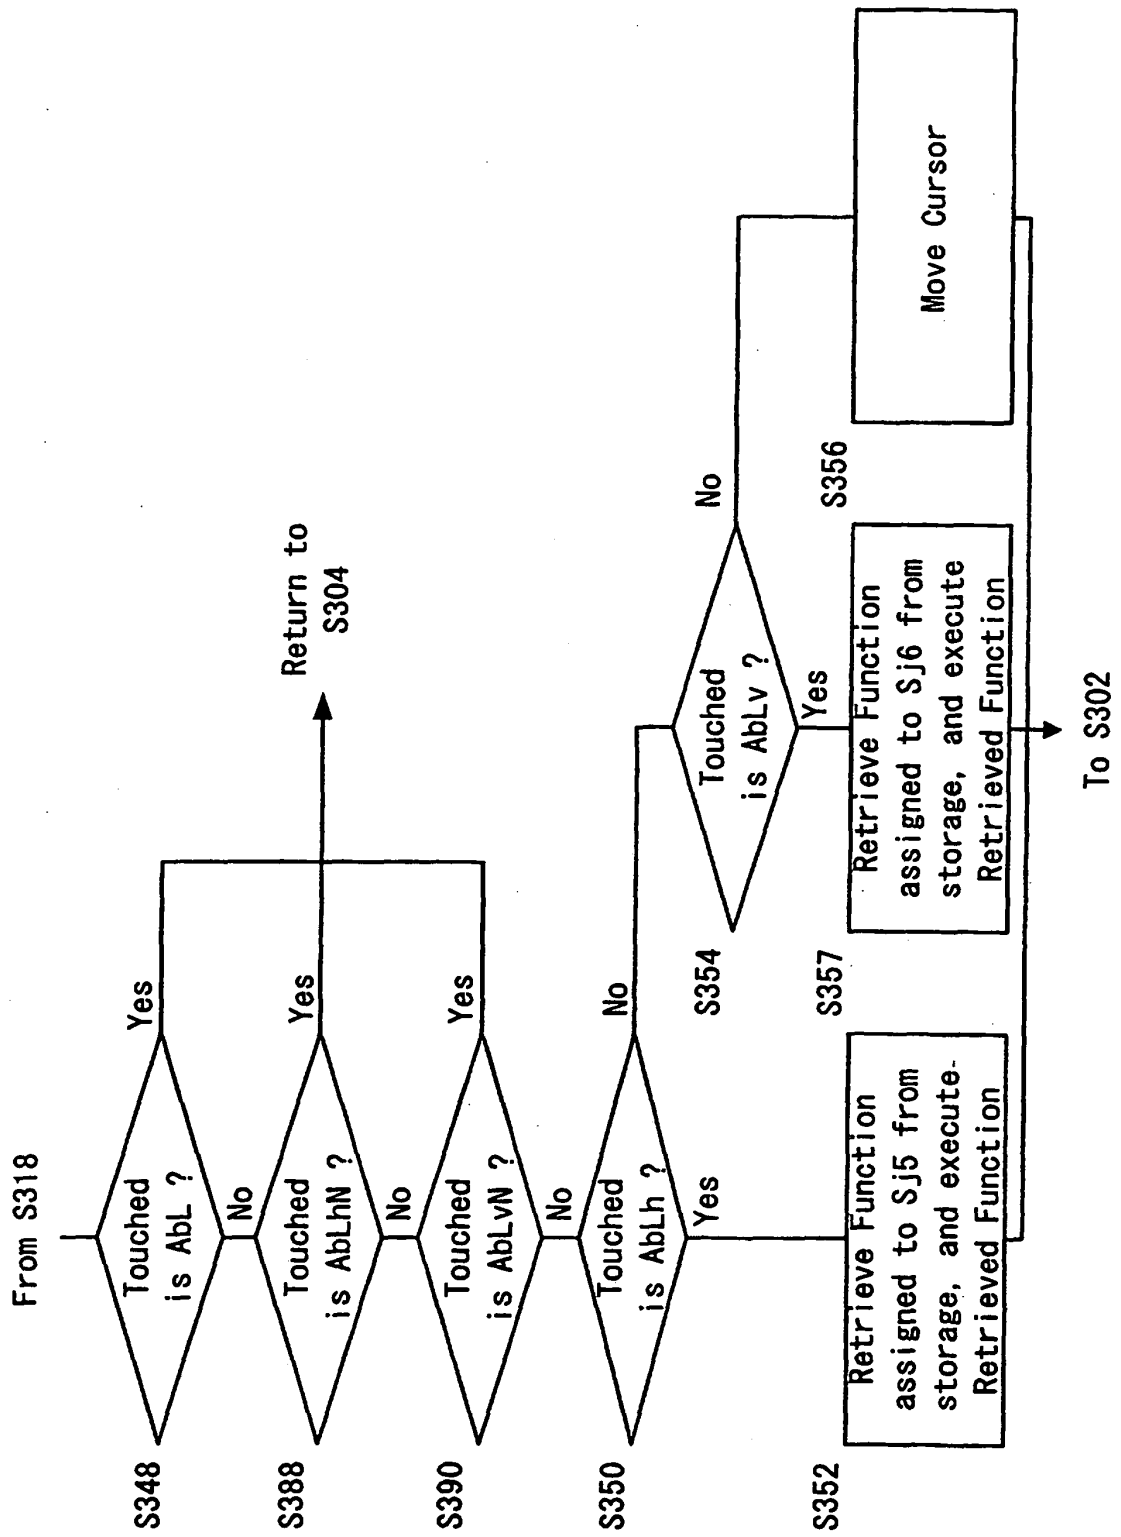 From S318
S348
Touched
is AbL ?
Yes
No
S388
Touched
is AbLhN ?
Yes
Return to
S304
No
S390
Touched
is AbLvN ?
Yes
No
S350
Touched
is AbLh ?
No
Yes
S354
Touched
is AbLv ?
No
Yes
S352
Retrieve Function
assigned to Sj5 from
storage, and execute-
Retrieved Function
S357
Retrieve Function
assigned to Sj6 from
storage, and execute
Retrieved Function
S356
Move Cursor
To S302